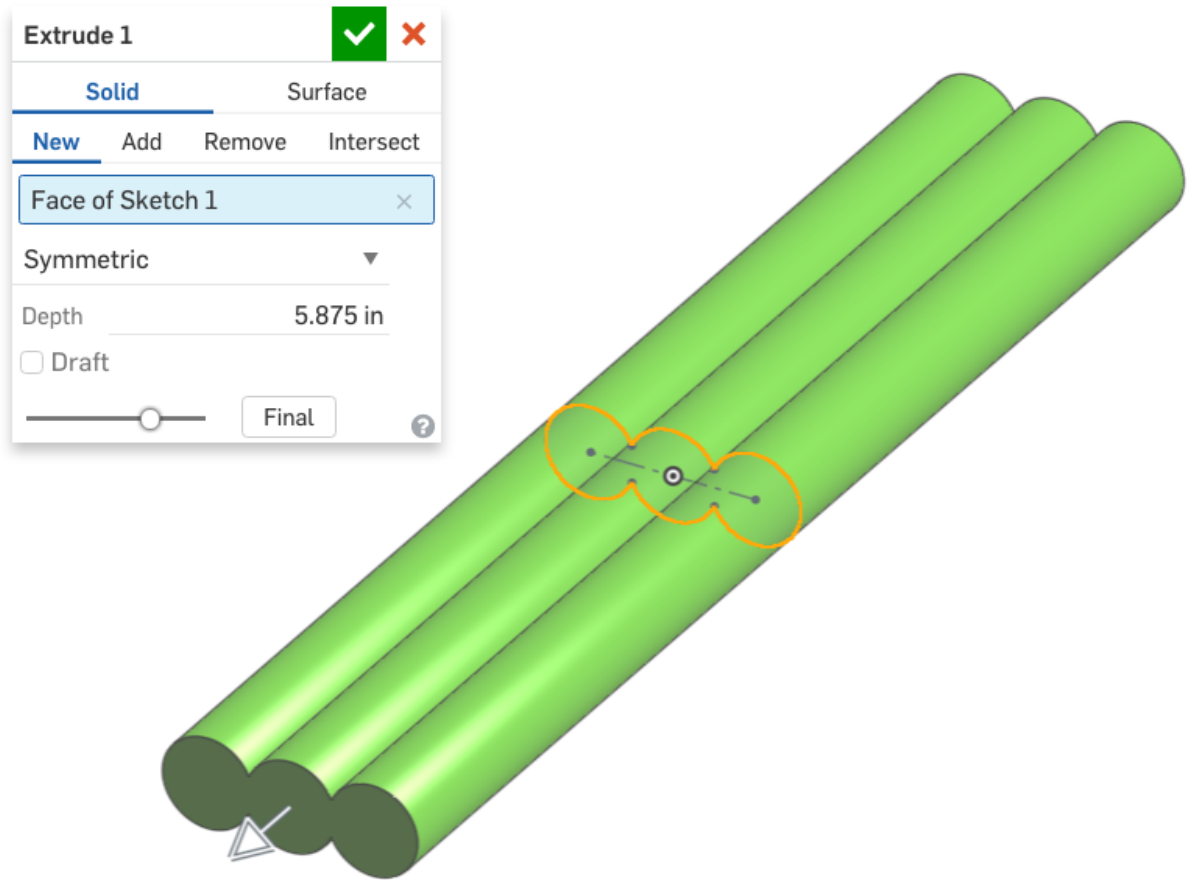 Extrude 1
Solid Surface
New Add Remove Intersect
Face of Sketch 1
Symmetric
Depth 5.875 in
Draft
Final